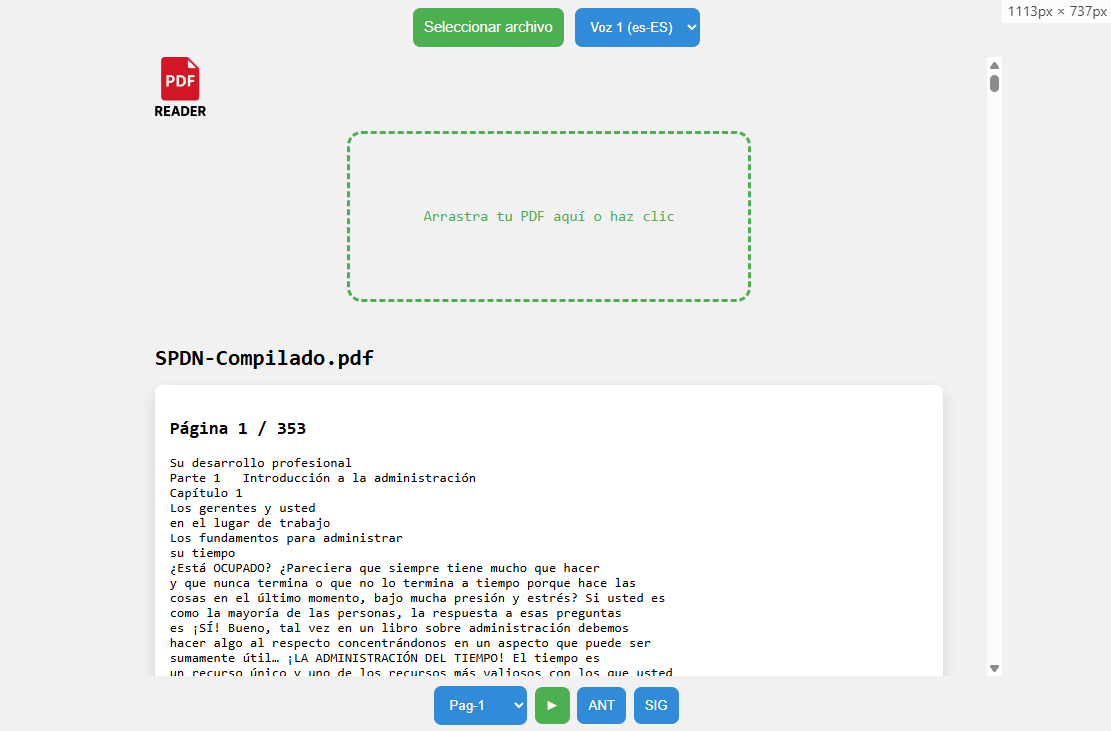 Seleccionar archivo
Voz 1 (es-ES)
1113px × 737px
PDF
READER
Arrastra tu PDF aquí o haz clic
SPDN-Compilado.pdf
Página 1 / 353
Su desarrollo profesional
Parte 1   Introducción a la administración
Capítulo 1
Los gerentes y usted
en el lugar de trabajo
Los fundamentos para administrar
su tiempo
¿Está OCUPADO? ¿Pareciera que siempre tiene mucho que hacer
y que nunca termina o que no lo termina a tiempo porque hace las
cosas en el último momento, bajo mucha presión y estrés? Si usted es
como la mayoría de las personas, la respuesta a esas preguntas
es ¡SÍ! Bueno, tal vez en un libro sobre administración debemos
hacer algo al respecto concentrándonos en un aspecto que puede ser
sumamente útil… ¡LA ADMINISTRACIÓN DEL TIEMPO! El tiempo es
un recurso único y uno de los recursos más valiosos con los que usted
Pag-1
ANT
SIG